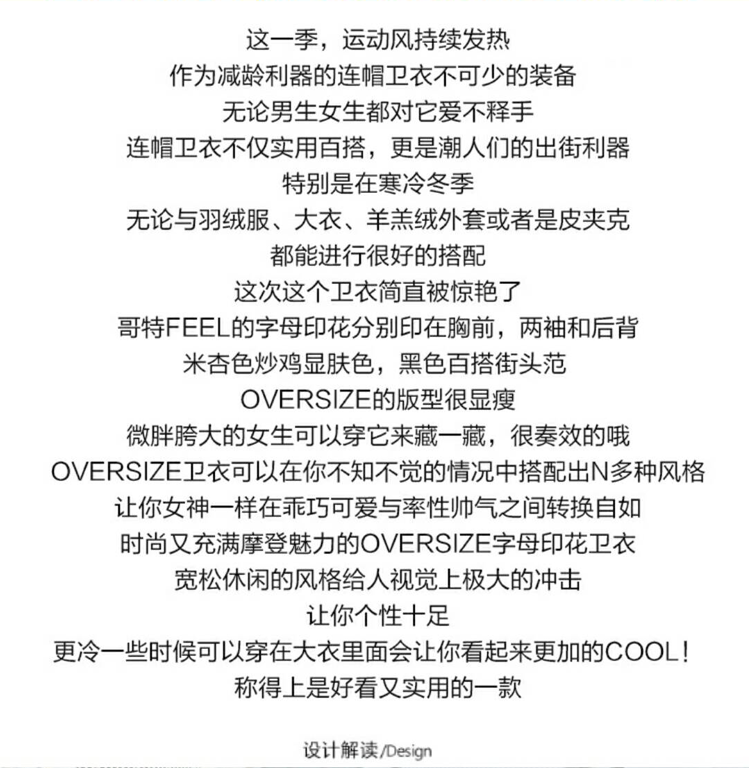 这一季，运动风持续发热
作为减龄利器的连帽卫衣不可少的装备
无论男生女生都对它爱不释手
连帽卫衣不仅实用百搭，更是潮人们的出街利器
特别是在寒冷冬季
无论与羽绒服、大衣、羊羔绒外套或者是皮夹克
都能进行很好的搭配
这次这个卫衣简直被惊艳了
哥特FEEL的字母印花分别印在胸前，两袖和后背
米杏色炒鸡显肤色，黑色百搭街头范
OVERSIZE的版型很显瘦
微胖胯大的女生可以穿它来藏一藏，很奏效的哦
OVERSIZE卫衣可以在你不知不觉的情况中搭配出N多种风格
让你女神一样在乖巧可爱与率性帅气之间转换自如
时尚又充满摩登魅力的OVERSIZE字母印花卫衣
宽松休闲的风格给人视觉上极大的冲击
让你个性十足
更冷一些时候可以穿在大衣里面会让你看起来更加的COOL！
称得上是好看又实用的一款
设计解读/Design